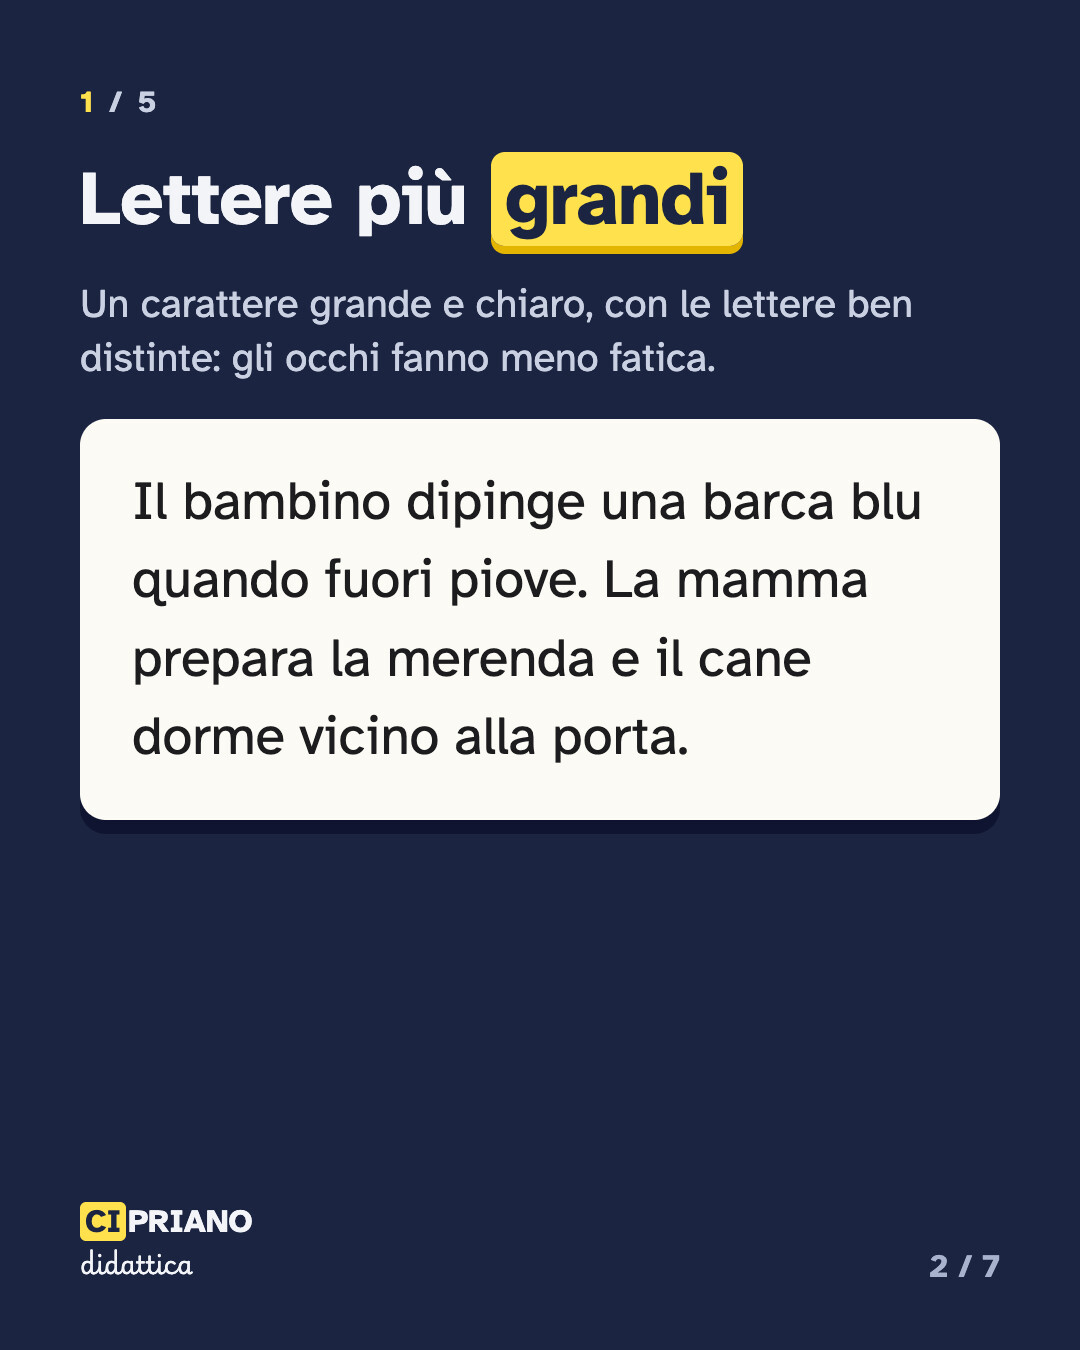 1 / 5
Lettere più grandi
Un carattere grande e chiaro, con le lettere ben
distinte: gli occhi fanno meno fatica.
Il bambino dipinge una barca blu
quando fuori piove. La mamma
prepara la merenda e il cane
dorme vicino alla porta.
CIPRIANO
didattica
2 / 7